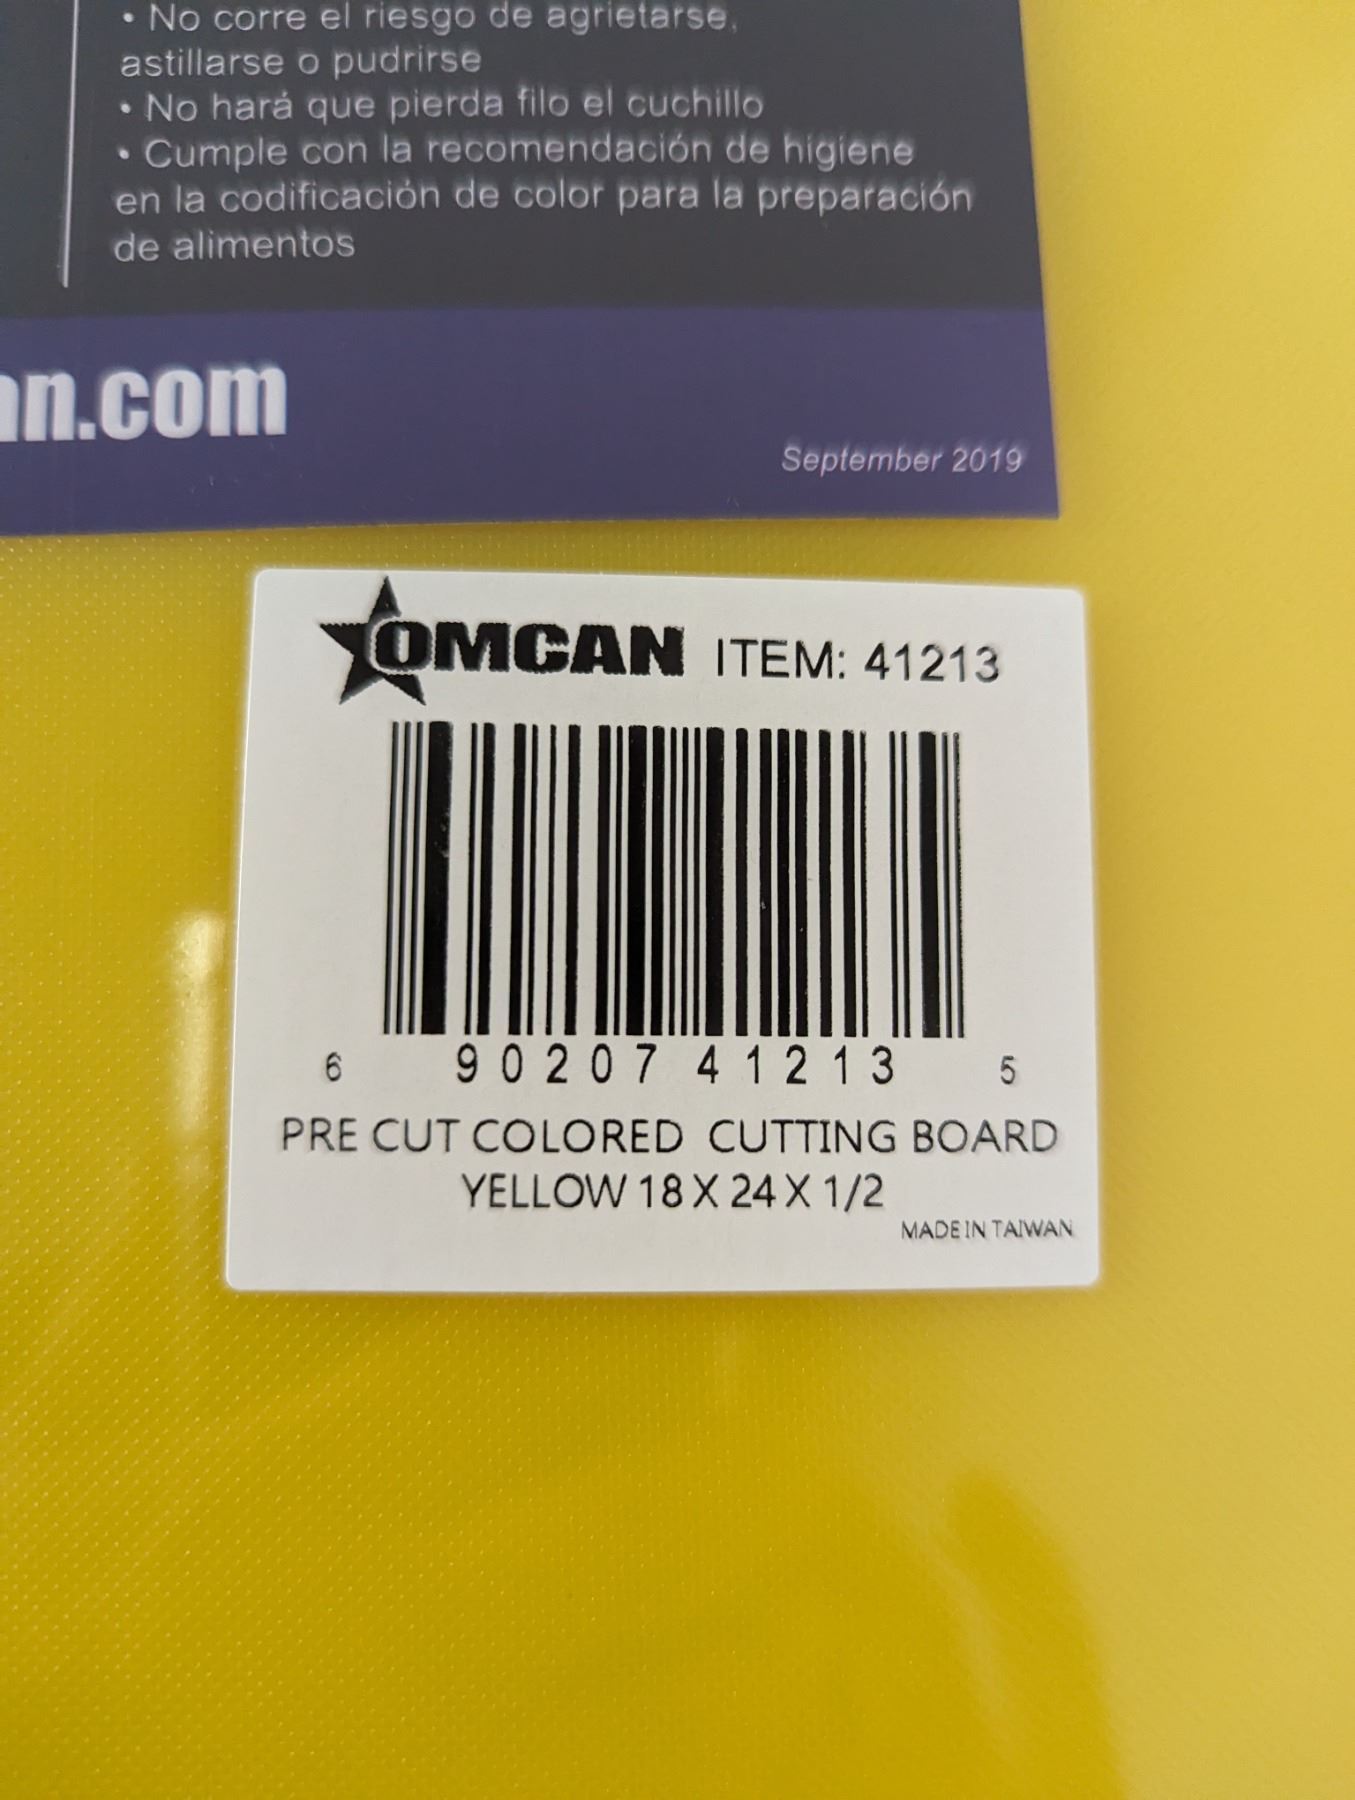 • No corre el riesgo de agrietarse,
astillarse o pudrirse
• No hará que pierda filo el cuchillo
• Cumple con la recomendación de higiene
en la codificación de color para la preparación
de alimentos
an.com
September 2019
OMCAN ITEM: 41213
6 90207 41213 5
PRE CUT COLORED CUTTING BOARD
YELLOW 18 X 24 X 1/2
MADE IN TAIWAN